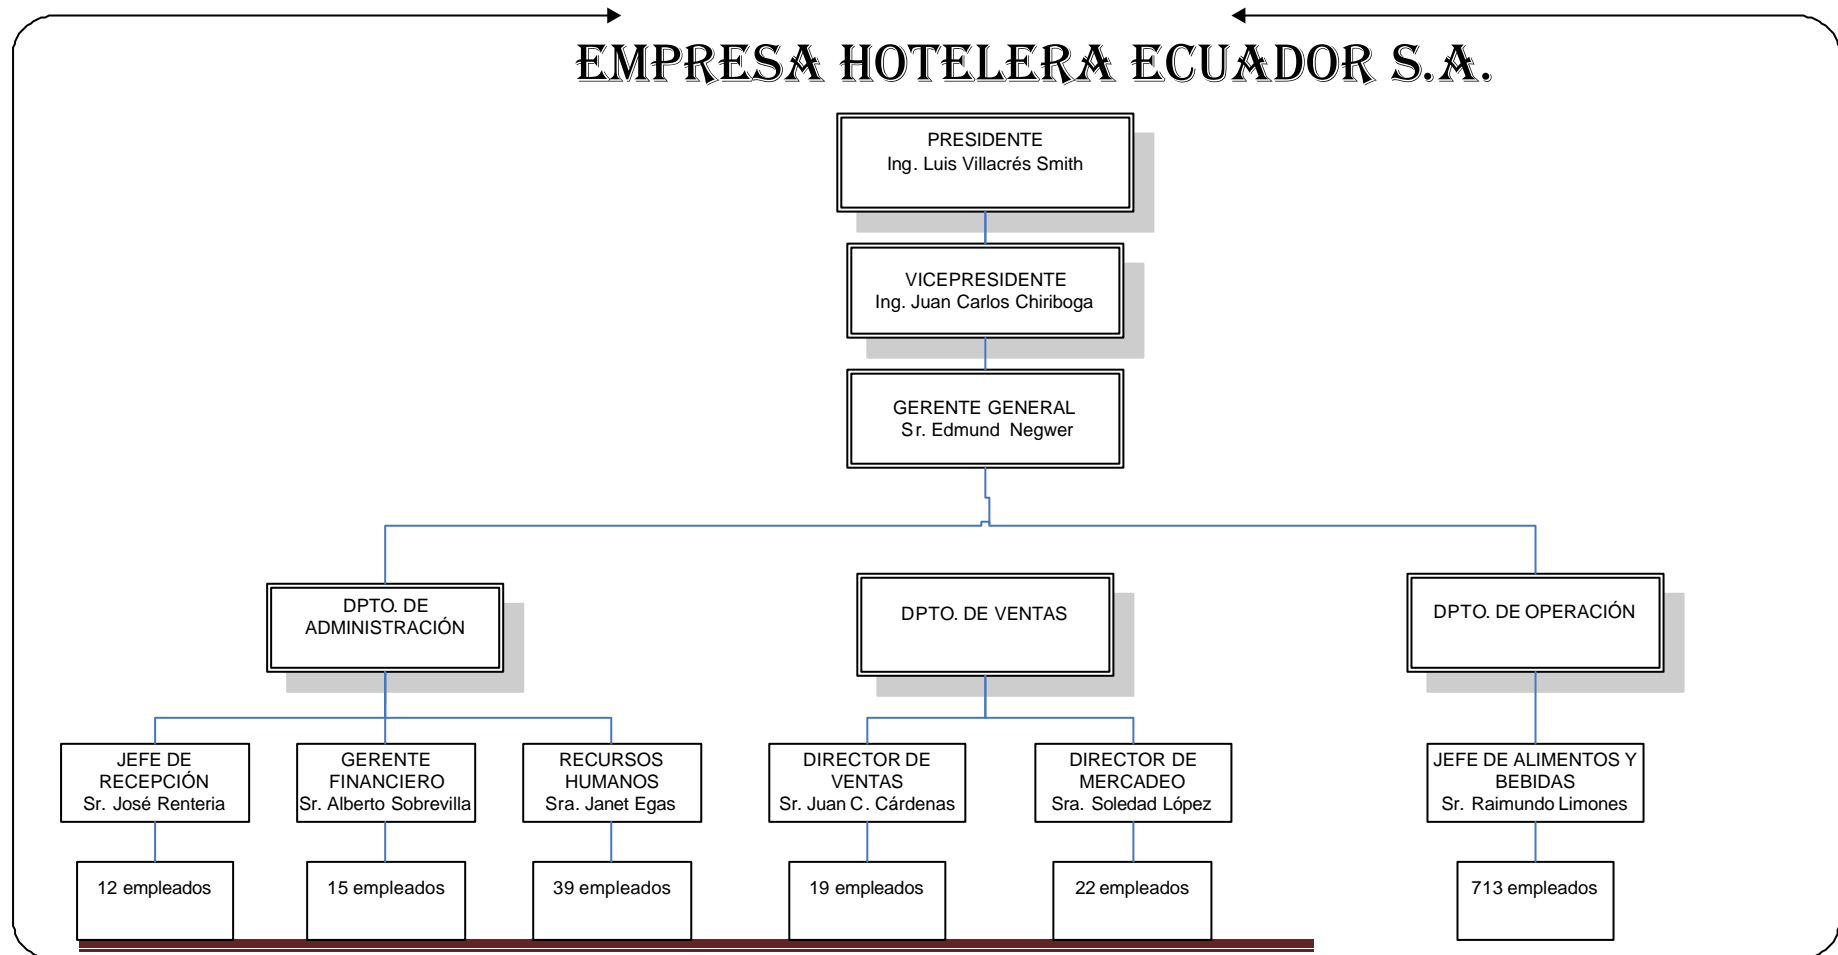 EMPRESA HOTELERA ECUADOR S.A.
PRESIDENTE
Ing. Luis Villacrés Smith
VICEPRESIDENTE
Ing. Juan Carlos Chiriboga
GERENTE GENERAL
Sr. Edmund Negwer
DPTO. DE
ADMINISTRACIÓN
DPTO. DE VENTAS
DPTO. DE OPERACIÓN
JEFE DE
RECEPCIÓN
Sr. José Renteria
GERENTE
FINANCIERO
Sr. Alberto Sobrevilla
RECURSOS
HUMANOS
Sra. Janet Egas
DIRECTOR DE
VENTAS
Sr. Juan C. Cárdenas
DIRECTOR DE
MERCADEO
Sra. Soledad López
JEFE DE ALIMENTOS Y
BEBIDAS
Sr. Raimundo Limones
12 empleados
15 empleados
39 empleados
19 empleados
22 empleados
713 empleados